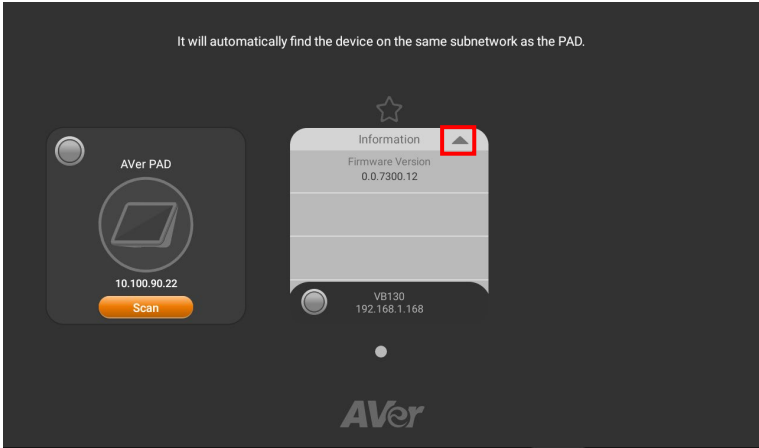 It will automatically find the device on the same subnetwork as the PAD.
AVer PAD
10.100.90.22
Scan
Information
Firmware Version
0.0.7300.12
VB130
192.168.1.168
AVer